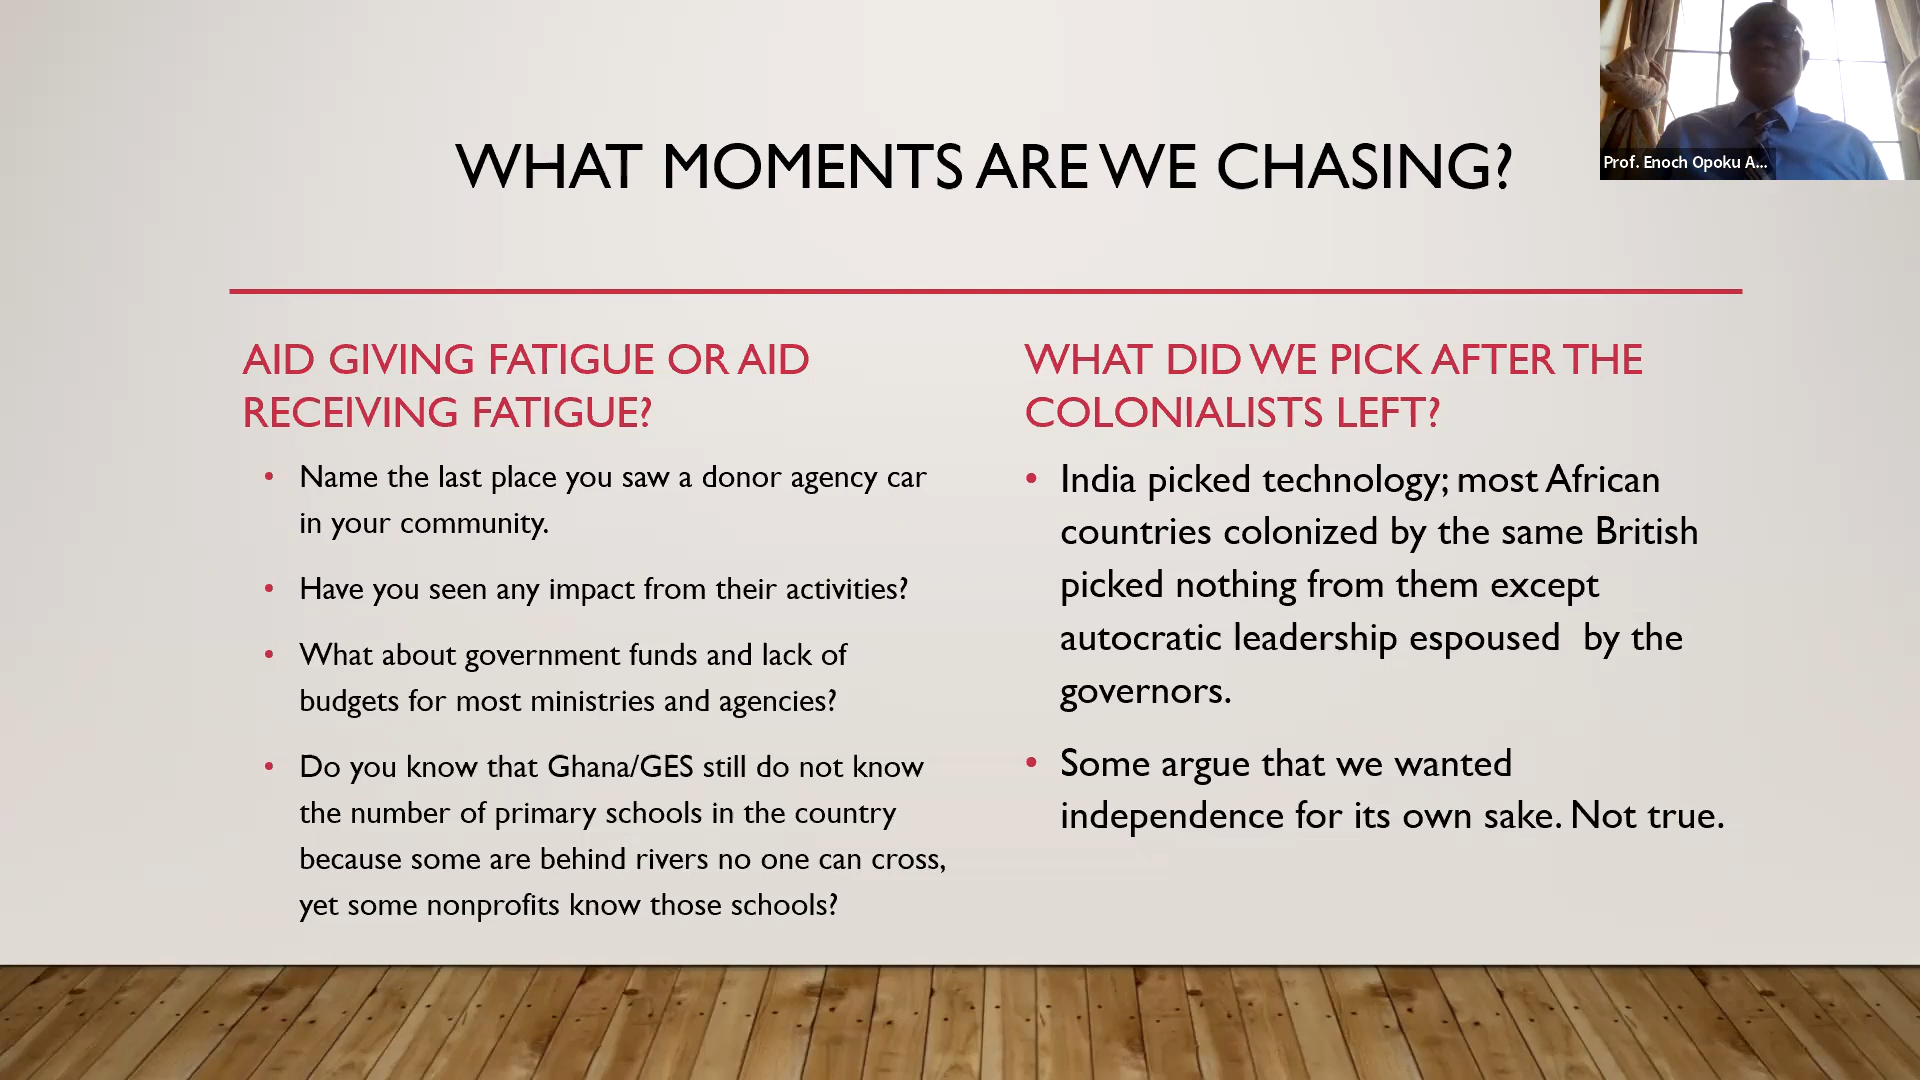 WHAT MOMENTS ARE WE CHASING?
Prof. Enoch Opoku A...
AID GIVING FATIGUE OR AID
RECEIVING FATIGUE?
• Name the last place you saw a donor agency car
in your community.
• Have you seen any impact from their activities?
• What about government funds and lack of
budgets for most ministries and agencies?
• Do you know that Ghana/GES still do not know
the number of primary schools in the country
because some are behind rivers no one can cross,
yet some nonprofits know those schools?
WHAT DID WE PICK AFTER THE
COLONIALISTS LEFT?
• India picked technology; most African
countries colonized by the same British
picked nothing from them except
autocratic leadership espoused  by the
governors.
• Some argue that we wanted
independence for its own sake. Not true.